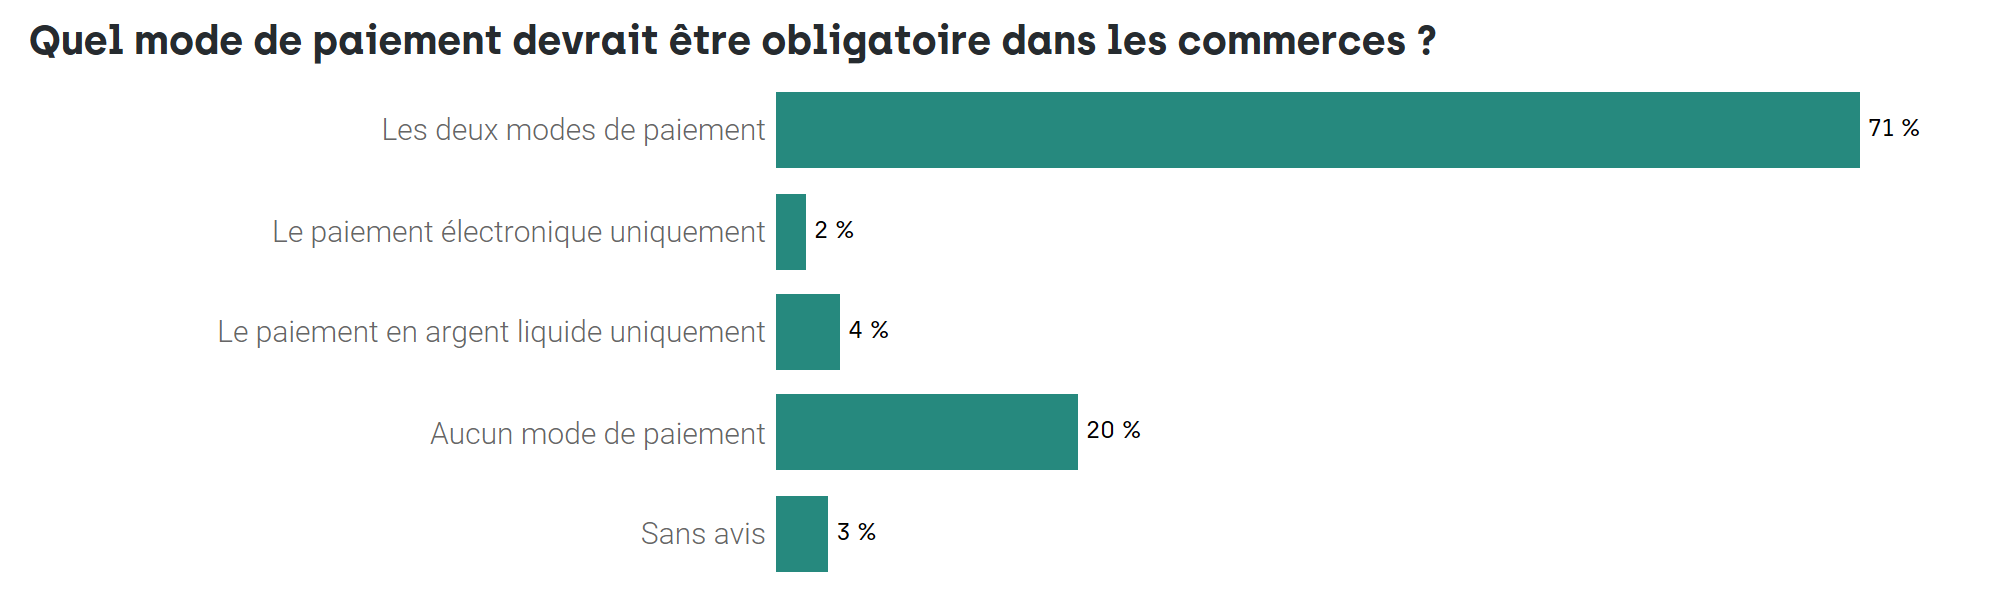 Quel mode de paiement devrait être obligatoire dans les commerces ?
Les deux modes de paiement 71 %
Le paiement électronique uniquement 2 %
Le paiement en argent liquide uniquement 4 %
Aucun mode de paiement 20 %
Sans avis 3 %